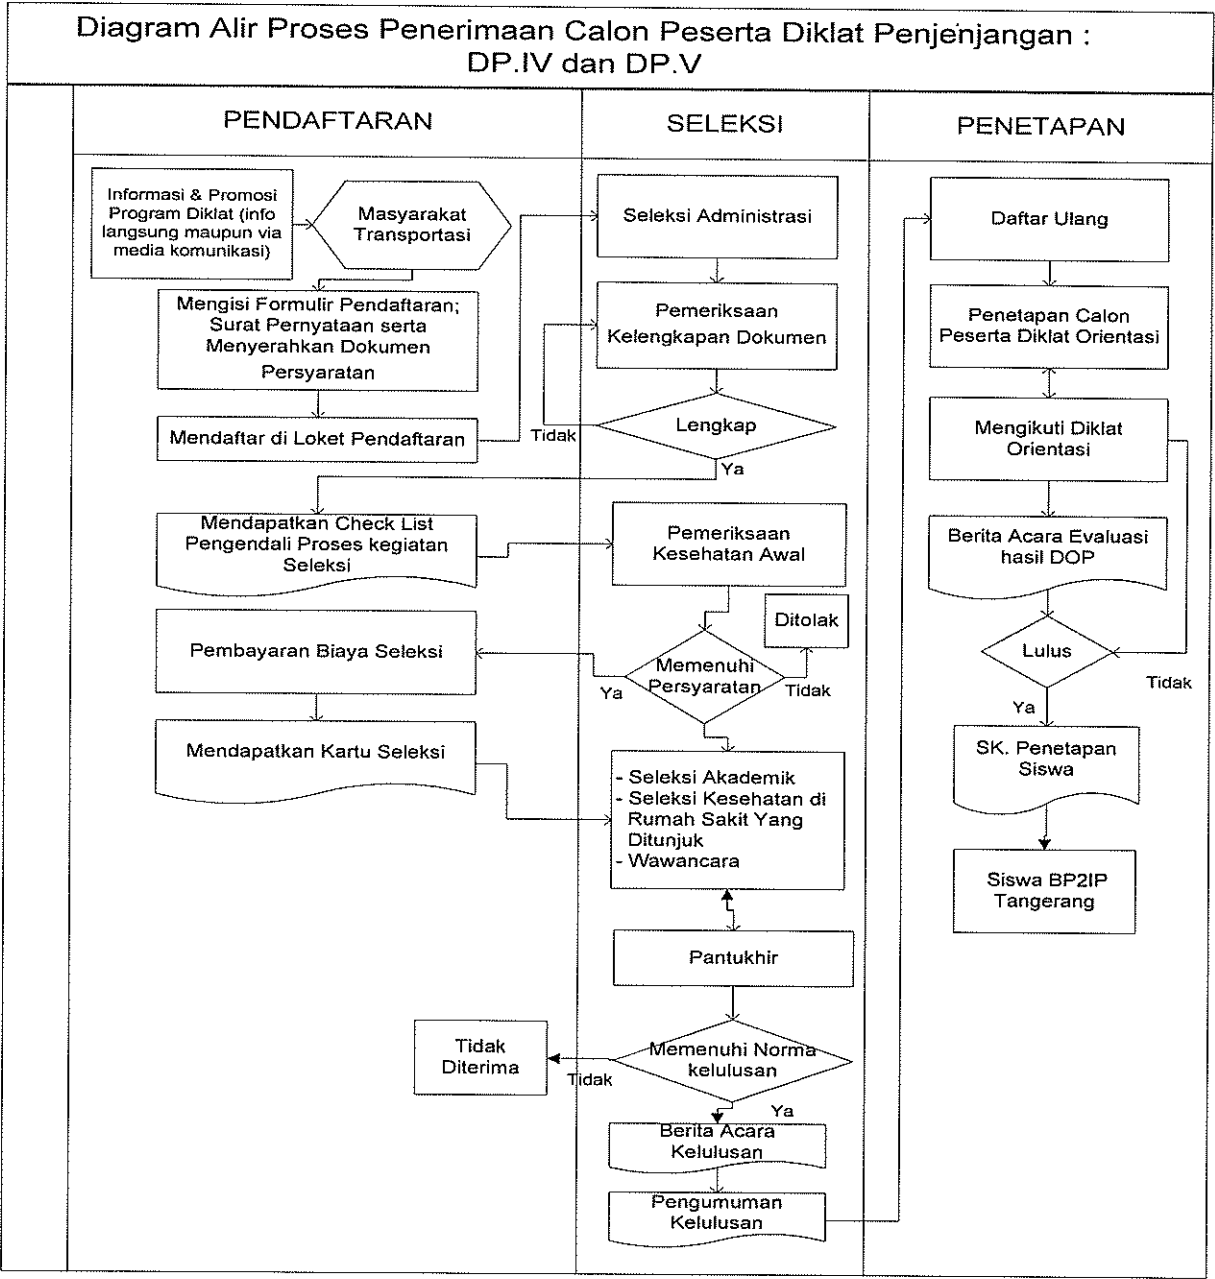 Diagram Alir Proses Penerimaan Calon Peserta Diklat Penjenjangan :
DP.IV dan DP.V
PENDAFTARAN
SELEKSI
PENETAPAN
Informasi & Promosi
Program Diklat (info
langsung maupun via
media komunikasi)
Masyarakat
Transportasi
Mengisi Formulir Pendaftaran;
Surat Pernyataan serta
Menyerahkan Dokumen
Persyaratan
Mendaftar di Loket Pendaftaran
Seleksi Administrasi
Pemeriksaan
Kelengkapan Dokumen
Lengkap
Tidak
Ya
Mendapatkan Check List
Pengendali Proses kegiatan
Seleksi
Pemeriksaan
Kesehatan Awal
Ditolak
Memenuhi
Persyaratan
Ya
Tidak
Pembayaran Biaya Seleksi
Mendapatkan Kartu Seleksi
- Seleksi Akademik
- Seleksi Kesehatan di
Rumah Sakit Yang
Ditunjuk
- Wawancara
Pantukhir
Memenuhi Norma
kelulusan
Tidak
Diterima
Tidak
Ya
Berita Acara
Kelulusan
Pengumuman
Kelulusan
Daftar Ulang
Penetapan Calon
Peserta Diklat Orientasi
Mengikuti Diklat
Orientasi
Berita Acara Evaluasi
hasil DOP
Lulus
Tidak
Ya
SK. Penetapan
Siswa
Siswa BP2IP
Tangerang